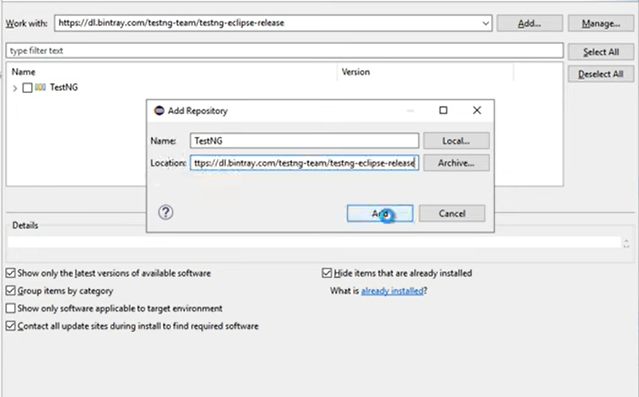 Work with: https://dl.bintray.com/testng-team/testng-eclipse-release Add... Manage...
type filter text Select All
Name Version Deselect All
TestNG
Add Repository
Name: TestNG Local...
Location: ttps://dl.bintray.com/testng-team/testng-eclipse-release Archive...
? Add Cancel
Details
Show only the latest versions of available software Hide items that are already installed
Group items by category What is already installed?
Show only software applicable to target environment
Contact all update sites during install to find required software